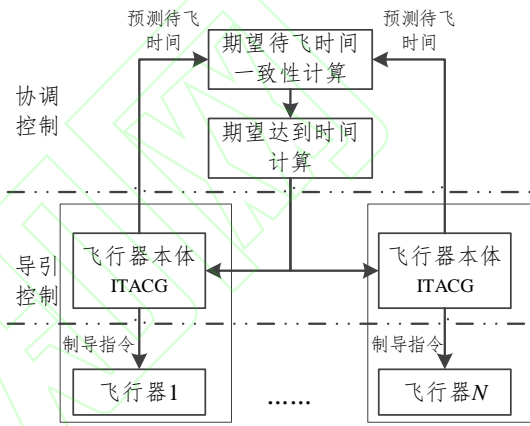 预测待飞
时间
期望待飞时间
一致性计算
预测待飞
时间
协调
控制
期望达到时间
计算
导引
控制
飞行器本体
ITACG
飞行器本体
ITACG
制导指令
制导指令
飞行器1
......
飞行器N